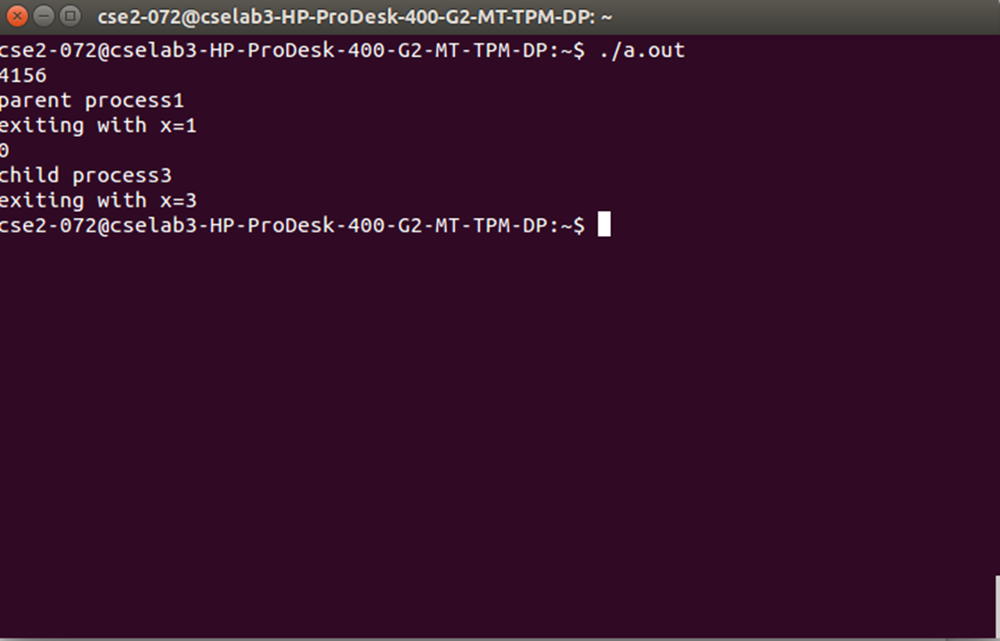 cse2-072@cselab3-HP-ProDesk-400-G2-MT-TPM-DP: ~
cse2-072@cselab3-HP-ProDesk-400-G2-MT-TPM-DP:~$ ./a.out
4156
parent process1
exiting with x=1
0
child process3
exiting with x=3
cse2-072@cselab3-HP-ProDesk-400-G2-MT-TPM-DP:~$